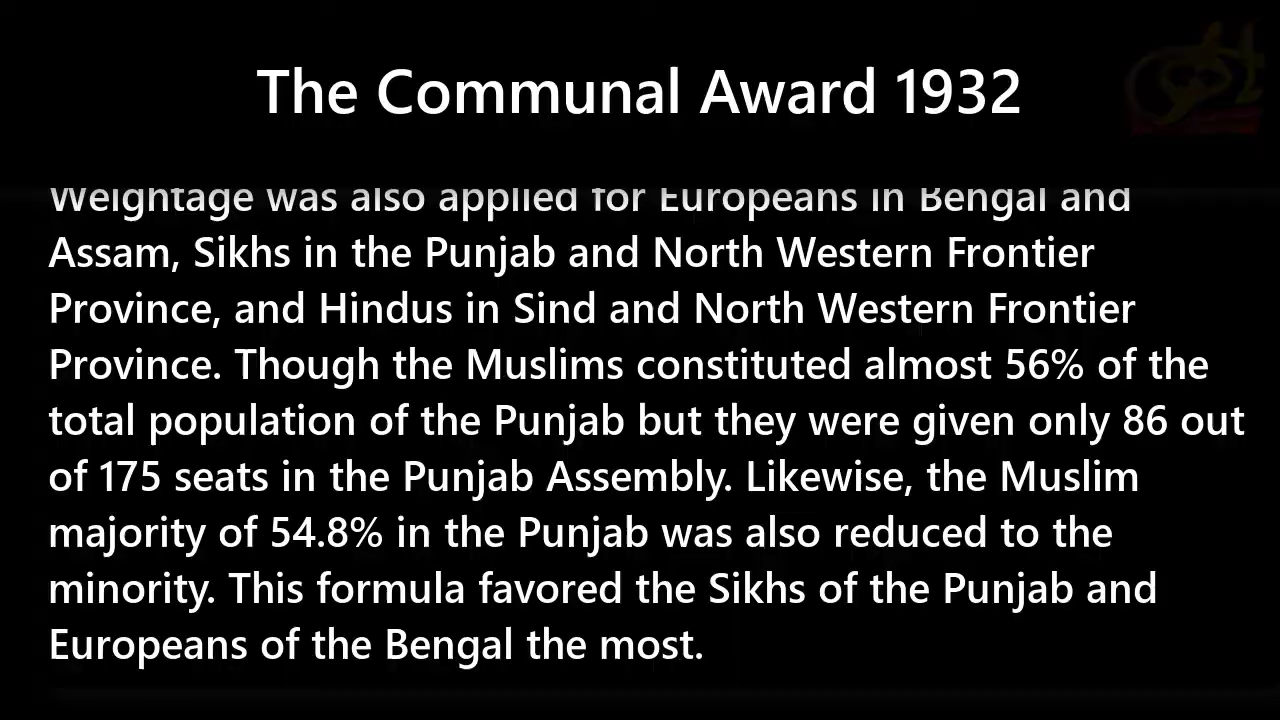 The Communal Award 1932
Weightage was also applied for Europeans in Bengal and
Assam, Sikhs in the Punjab and North Western Frontier
Province, and Hindus in Sind and North Western Frontier
Province. Though the Muslims constituted almost 56% of the
total population of the Punjab but they were given only 86 out
of 175 seats in the Punjab Assembly. Likewise, the Muslim
majority of 54.8% in the Punjab was also reduced to the
minority. This formula favored the Sikhs of the Punjab and
Europeans of the Bengal the most.